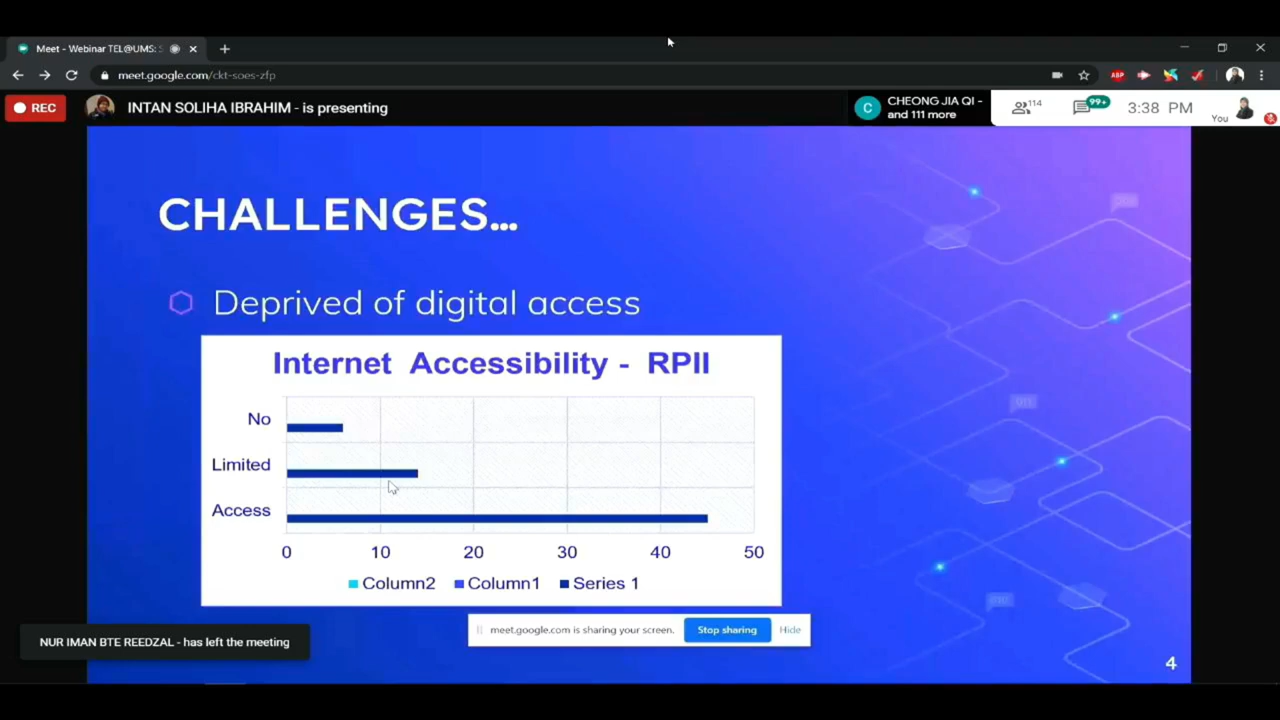 Meet - Webinar TEL@UMS: S
meet.google.com/ckt-soes-zfp
ABP
REC
INTAN SOLIHA IBRAHIM - is presenting
C
CHEONG JIA QI -
and 111 more
114
99+
3:38 PM
You
CHALLENGES...
Deprived of digital access
Internet Accessibility - RPII
No
Limited
Access
0 10 20 30 40 50
Column2 Column1 Series 1
meet.google.com is sharing your screen. Stop sharing Hide
NUR IMAN BTE REEDZAL - has left the meeting
4